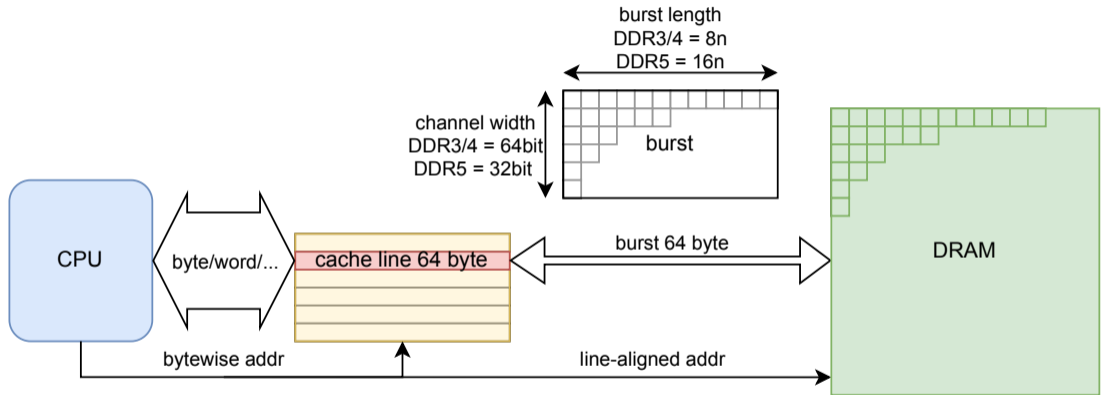 burst length
DDR3/4 = 8n
DDR5 = 16n
channel width
DDR3/4 = 64bit
DDR5 = 32bit
burst
CPU
byte/word/...
cache line 64 byte
burst 64 byte
DRAM
bytewise addr
line-aligned addr